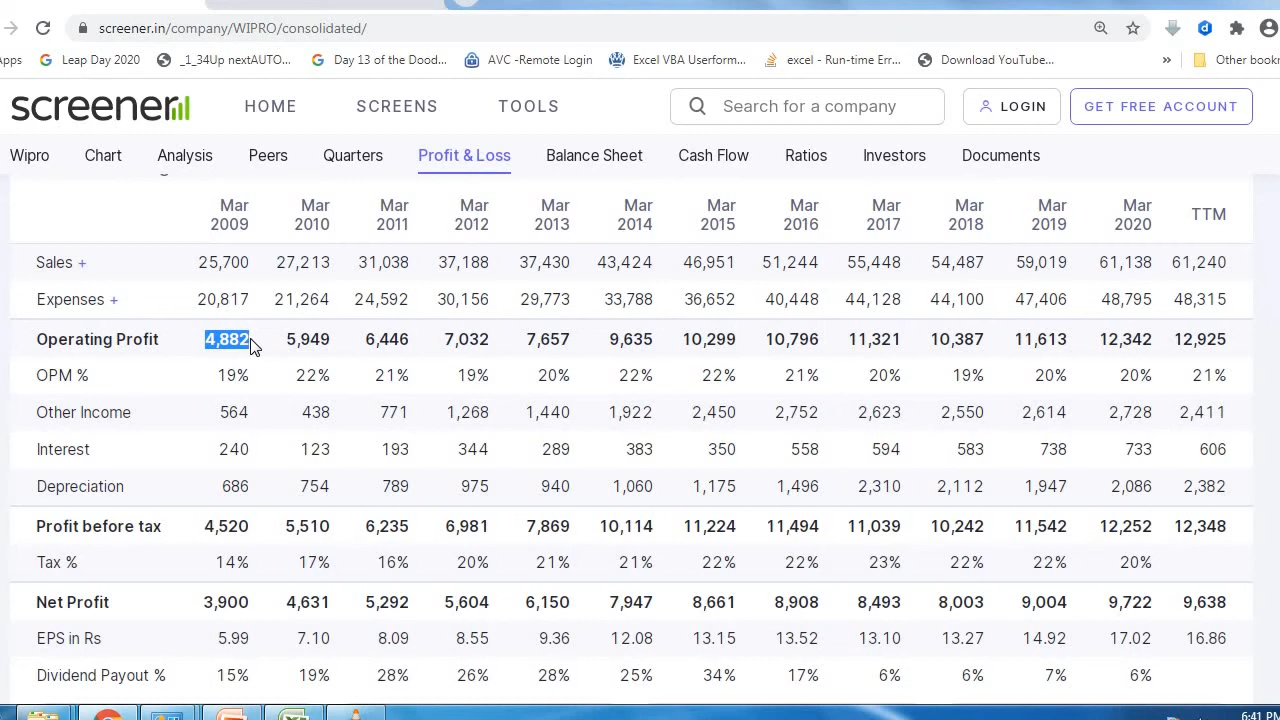 screener.in/company/WIPRO/consolidated/
Apps Leap Day 2020 _1_34Up nextAUTO... Day 13 of the Dood... AVC -Remote Login Excel VBA Userform... excel - Run-time Err... Download YouTube... » Other bookm
screener HOME SCREENS TOOLS Search for a company LOGIN GET FREE ACCOUNT
Wipro Chart Analysis Peers Quarters Profit & Loss Balance Sheet Cash Flow Ratios Investors Documents
Mar 2009 Mar 2010 Mar 2011 Mar 2012 Mar 2013 Mar 2014 Mar 2015 Mar 2016 Mar 2017 Mar 2018 Mar 2019 Mar 2020 TTM
Sales + 25,700 27,213 31,038 37,188 37,430 43,424 46,951 51,244 55,448 54,487 59,019 61,138 61,240
Expenses + 20,817 21,264 24,592 30,156 29,773 33,788 36,652 40,448 44,128 44,100 47,406 48,795 48,315
Operating Profit 4,882 5,949 6,446 7,032 7,657 9,635 10,299 10,796 11,321 10,387 11,613 12,342 12,925
OPM % 19% 22% 21% 19% 20% 22% 22% 21% 20% 19% 20% 20% 21%
Other Income 564 438 771 1,268 1,440 1,922 2,450 2,752 2,623 2,550 2,614 2,728 2,411
Interest 240 123 193 344 289 383 350 558 594 583 738 733 606
Depreciation 686 754 789 975 940 1,060 1,175 1,496 2,310 2,112 1,947 2,086 2,382
Profit before tax 4,520 5,510 6,235 6,981 7,869 10,114 11,224 11,494 11,039 10,242 11,542 12,252 12,348
Tax % 14% 17% 16% 20% 21% 21% 22% 22% 23% 22% 22% 20%
Net Profit 3,900 4,631 5,292 5,604 6,150 7,947 8,661 8,908 8,493 8,003 9,004 9,722 9,638
EPS in Rs 5.99 7.10 8.09 8.55 9.36 12.08 13.15 13.52 13.10 13.27 14.92 17.02 16.86
Dividend Payout % 15% 19% 28% 26% 28% 25% 34% 17% 6% 6% 7% 6%
6:41 PM